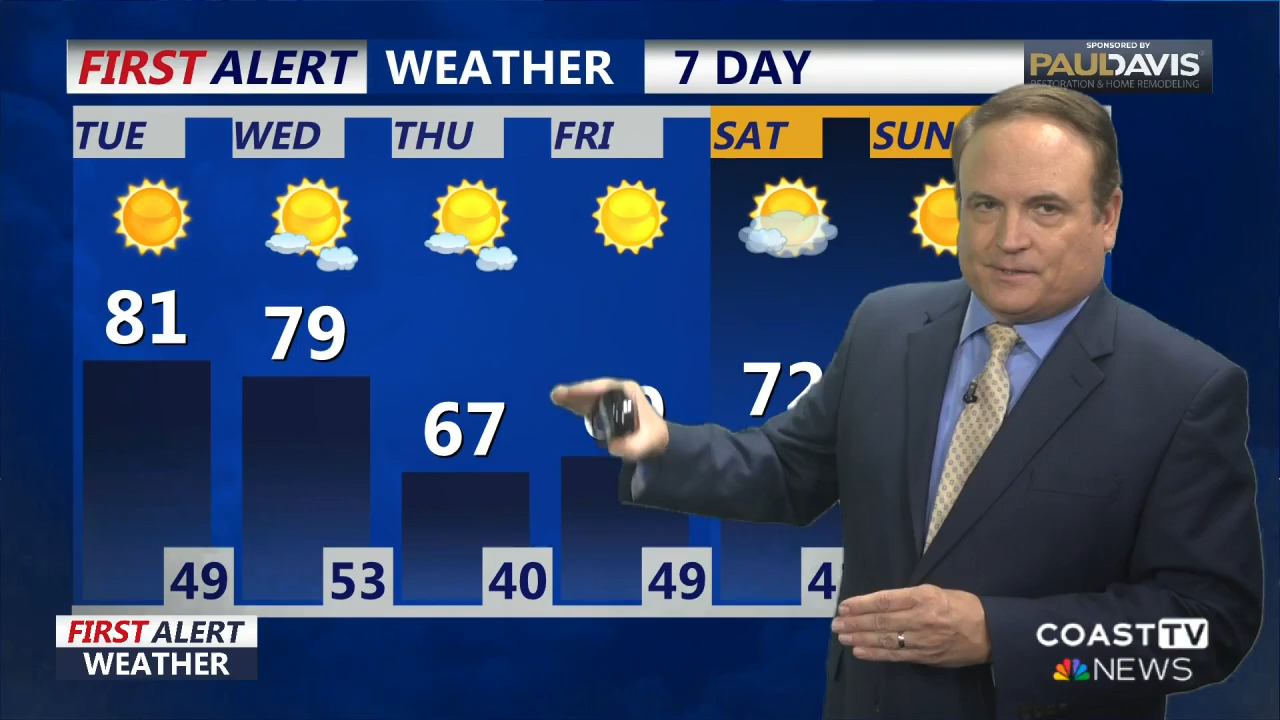 FIRST ALERT WEATHER 7 DAY
SPONSORED BY
PAUL DAVIS
RESTORATION & HOME REMODELING
TUE WED THU FRI SAT SUN
81 79 67 72
49 53 40 49
FIRST ALERT
WEATHER
COAST TV
NEWS